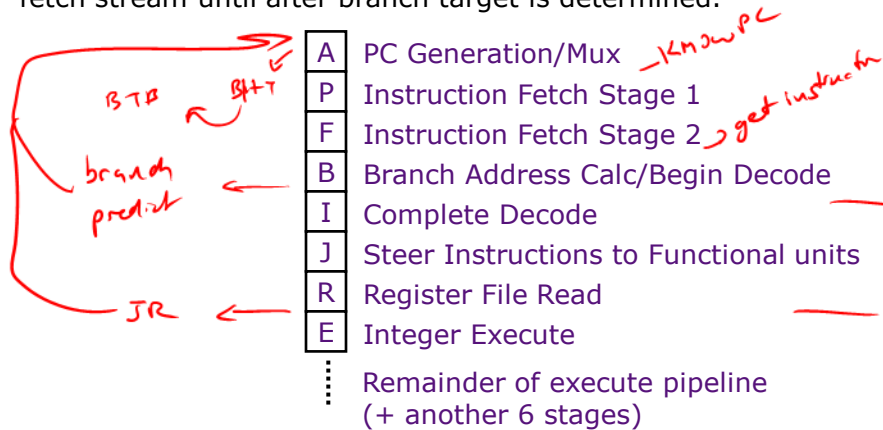 fetch stream until after branch target is determined.
A PC Generation/Mux
Know PC
P Instruction Fetch Stage 1
BTB BHT
F Instruction Fetch Stage 2
get instructn
B Branch Address Calc/Begin Decode
branch
predict
I Complete Decode
J Steer Instructions to Functional units
R Register File Read
JR
E Integer Execute
Remainder of execute pipeline
(+ another 6 stages)